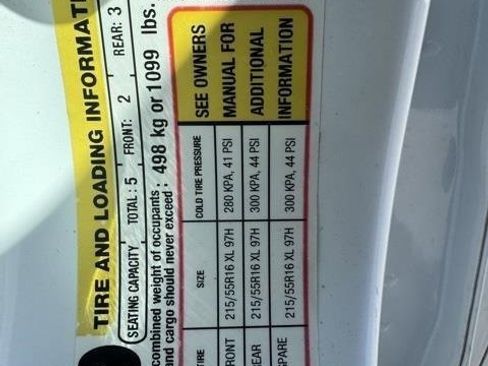 TIRE AND LOADING INFORMATI
SEATING CAPACITY TOTAL : 5 FRONT: 2 REAR: 3
combined weight of occupants
and cargo should never exceed : 498 kg or 1099 lbs.
TIRE SIZE COLD TIRE PRESSURE SEE OWNERS
FRONT 215/55R16 XL 97H 280 KPA, 41 PSI MANUAL FOR
EAR 215/55R16 XL 97H 300 KPA, 44 PSI ADDITIONAL
SPARE 215/55R16 XL 97H 300 KPA, 44 PSI INFORMATION